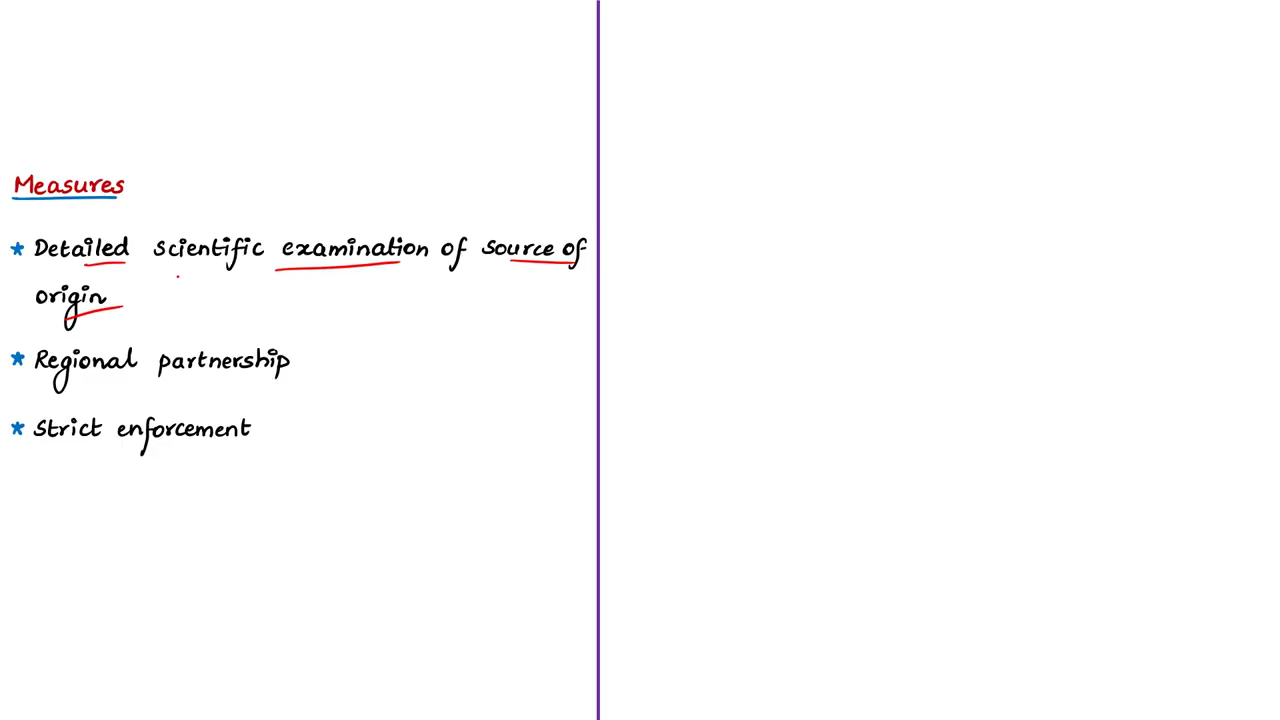 Measures
* Detailed scientific examination of source of
origin
* Regional partnership
* Strict enforcement